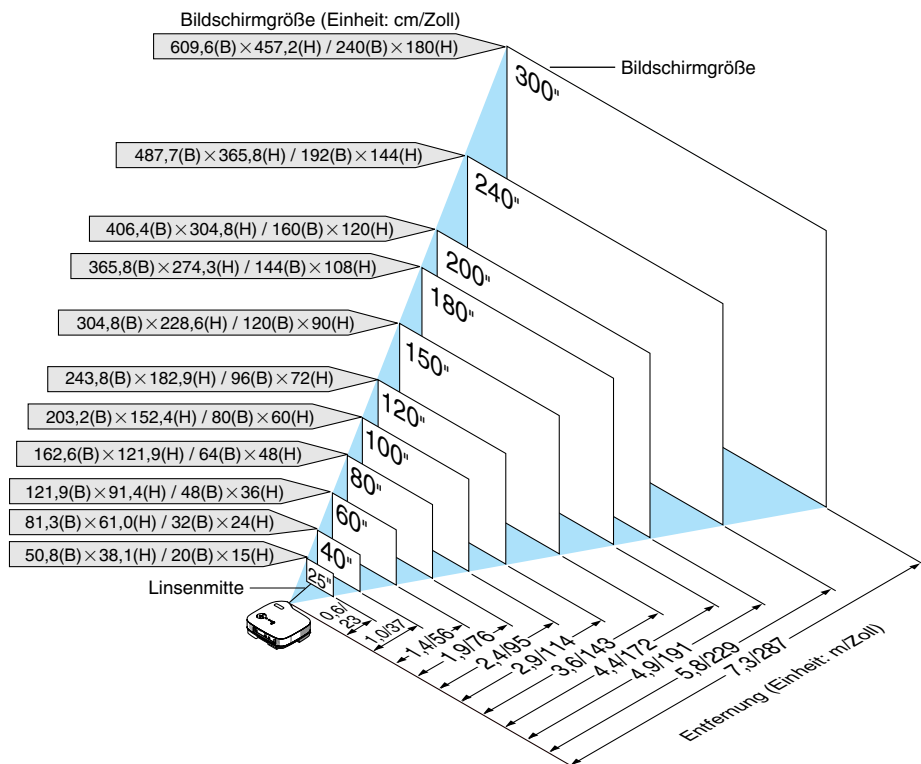 Bildschirmgröße (Einheit: cm/Zoll)
609,6(B)×457,2(H) / 240(B)×180(H)
Bildschirmgröße
300"
487,7(B)×365,8(H) / 192(B)×144(H)
240"
406,4(B)×304,8(H) / 160(B)×120(H)
200"
365,8(B)×274,3(H) / 144(B)×108(H)
180"
304,8(B)×228,6(H) / 120(B)×90(H)
150"
243,8(B)×182,9(H) / 96(B)×72(H)
120"
203,2(B)×152,4(H) / 80(B)×60(H)
100"
162,6(B)×121,9(H) / 64(B)×48(H)
80"
121,9(B)×91,4(H) / 48(B)×36(H)
60"
81,3(B)×61,0(H) / 32(B)×24(H)
40"
50,8(B)×38,1(H) / 20(B)×15(H)
25"
Linsenmitte
0,6/
23
1,0/37
1,4/56
1,9/76
2,4/95
2,9/114
3,6/143
4,4/172
4,9/191
5,8/229
7,3/287
Entfernung (Einheit: m/Zoll)